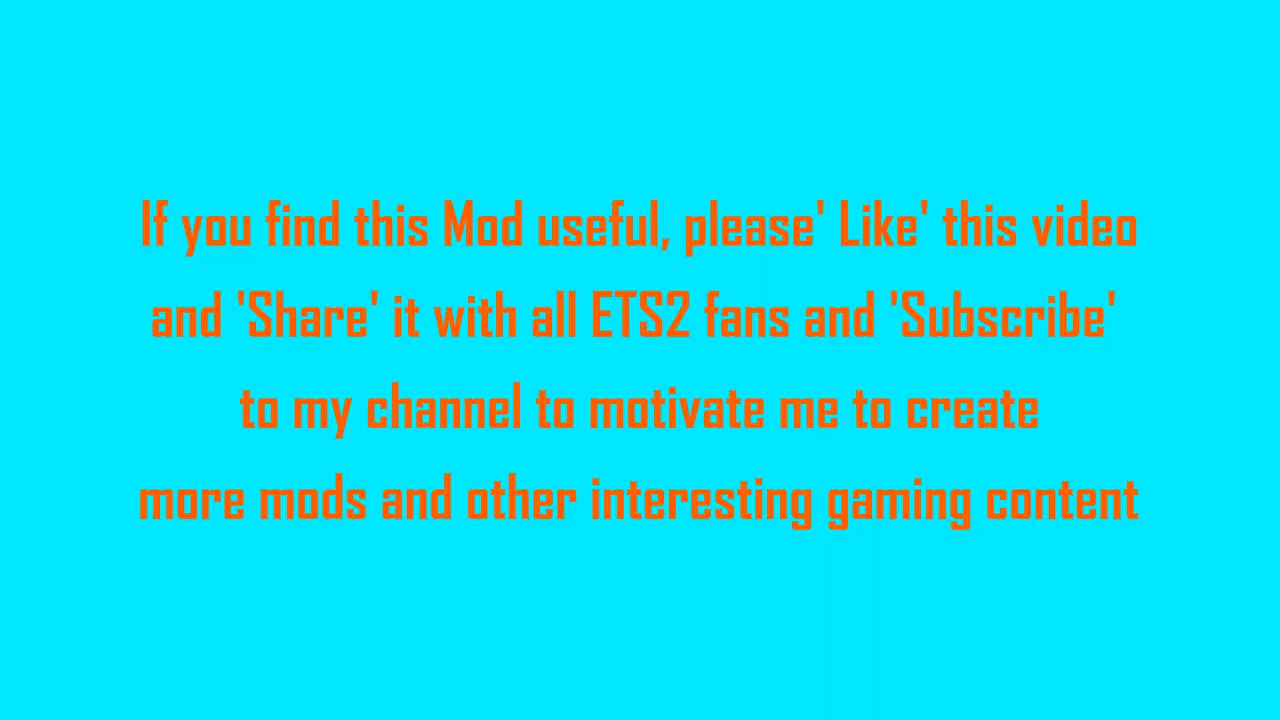 If you find this Mod useful, please' Like' this video
and 'Share' it with all ETS2 fans and 'Subscribe'
to my channel to motivate me to create
more mods and other interesting gaming content